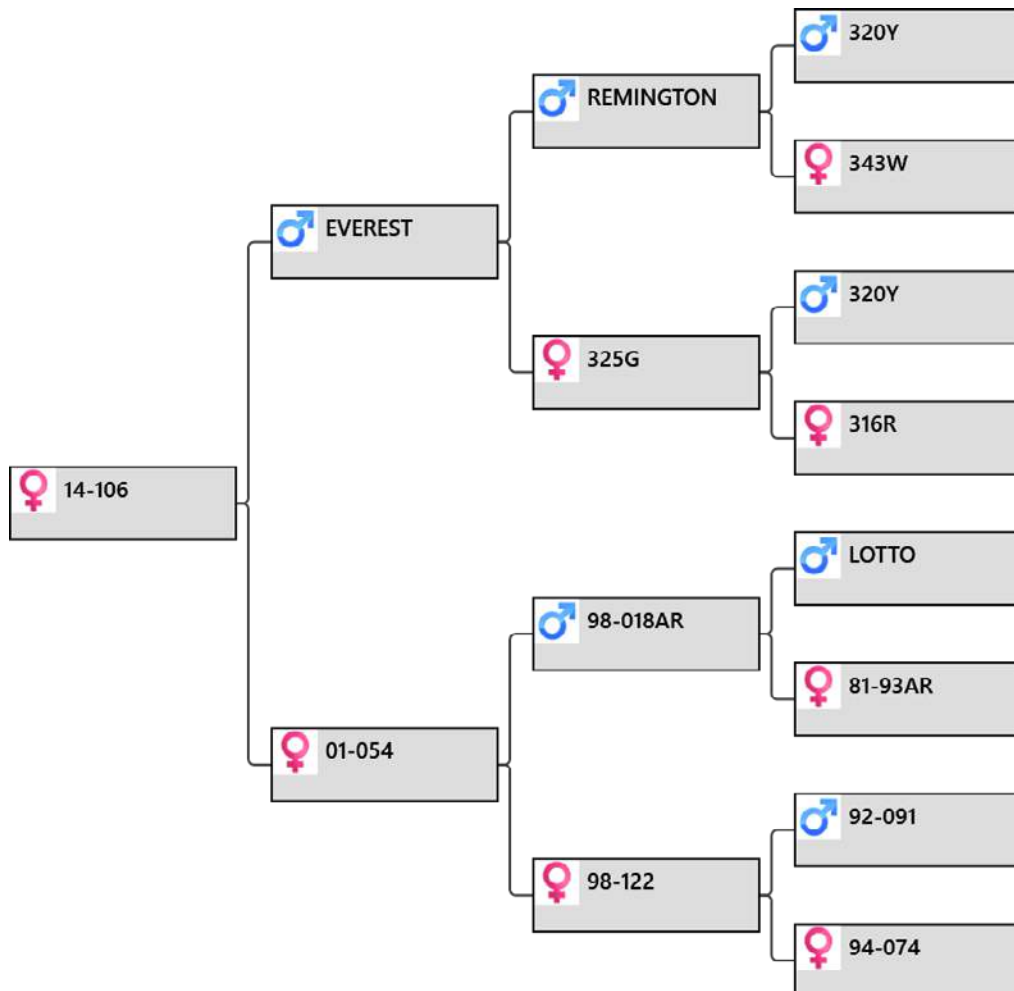 320Y
REMINGTON
343W
EVEREST
320Y
325G
316R
14-106
LOTTO
98-018AR
81-93AR
01-054
92-091
98-122
94-074